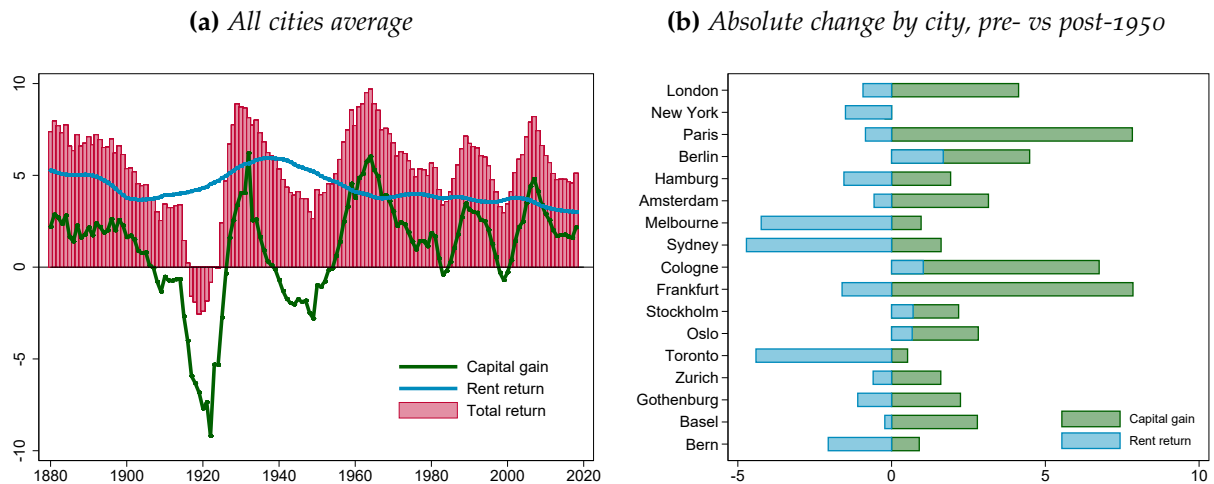 (a) All cities average
10
5
0
-5
-10
1880 1900 1920 1940 1960 1980 2000 2020
Capital gain
Rent return
Total return
(b) Absolute change by city, pre- vs post-1950
London
New York
Paris
Berlin
Hamburg
Amsterdam
Melbourne
Sydney
Cologne
Frankfurt
Stockholm
Oslo
Toronto
Zurich
Gothenburg
Basel
Bern
-5 0 5 10
Capital gain
Rent return